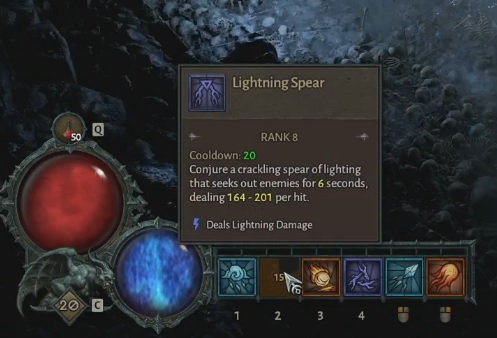 Lightning Spear
RANK 8
Cooldown: 20
Conjure a crackling spear of lighting
that seeks out enemies for 6 seconds,
dealing 164 - 201 per hit.
Deals Lightning Damage
50
Q
20
C
15
1
2
3
4